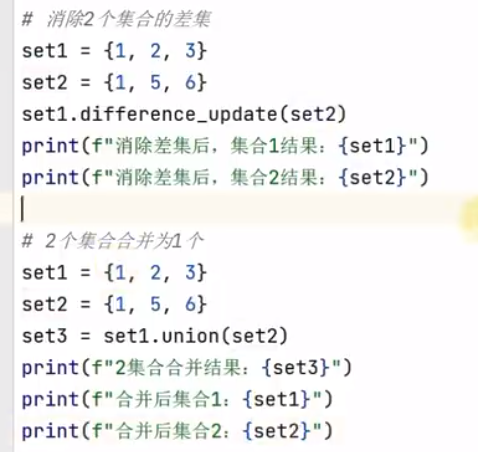 # 消除2个集合的差集
set1 = {1, 2, 3}
set2 = {1, 5, 6}
set1.difference_update(set2)
print(f"消除差集后，集合1结果：{set1}")
print(f"消除差集后，集合2结果：{set2}")
# 2个集合合并为1个
set1 = {1, 2, 3}
set2 = {1, 5, 6}
set3 = set1.union(set2)
print(f"2集合合并结果：{set3}")
print(f"合并后集合1：{set1}")
print(f"合并后集合2：{set2}")